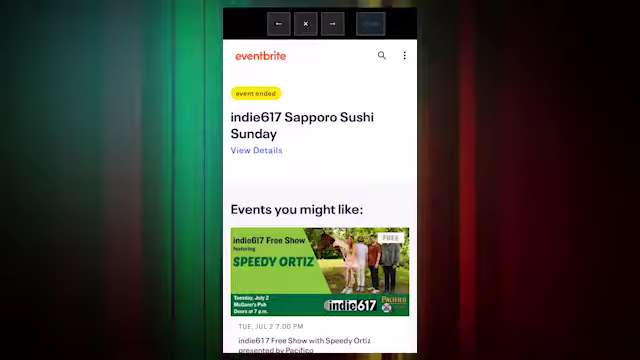 eventbrite
event ended
indie617 Sapporo Sushi
Sunday
View Details
Events you might like:
indie617 Free Show
featuring
SPEEDY ORTIZ
FREE
Tuesday, July 2
McGann's Pub
Doors at 7 p.m.
indie617
PACIFICO
TUE, JUL 2 7:00 PM
indie617 Free Show with Speedy Ortiz
presented by Pacifico